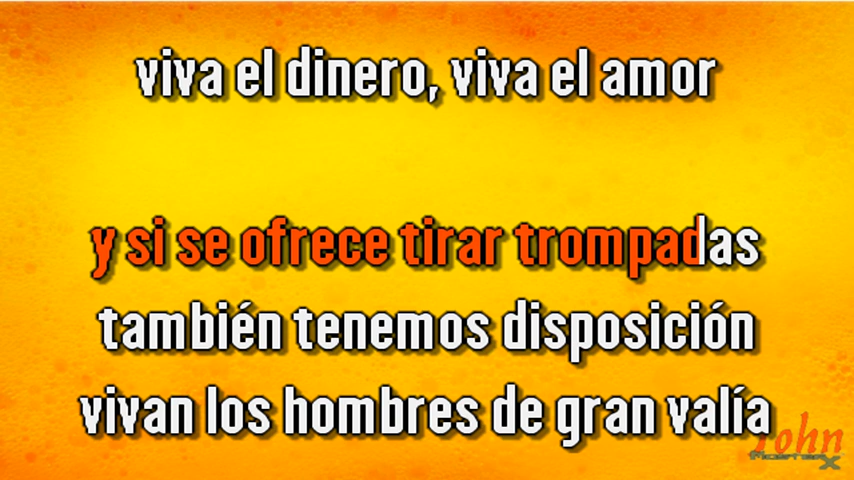 viva el dinero, viva el amor
y si se ofrece tirar trompadas
también tenemos disposición
vivan los hombres de gran valía
John